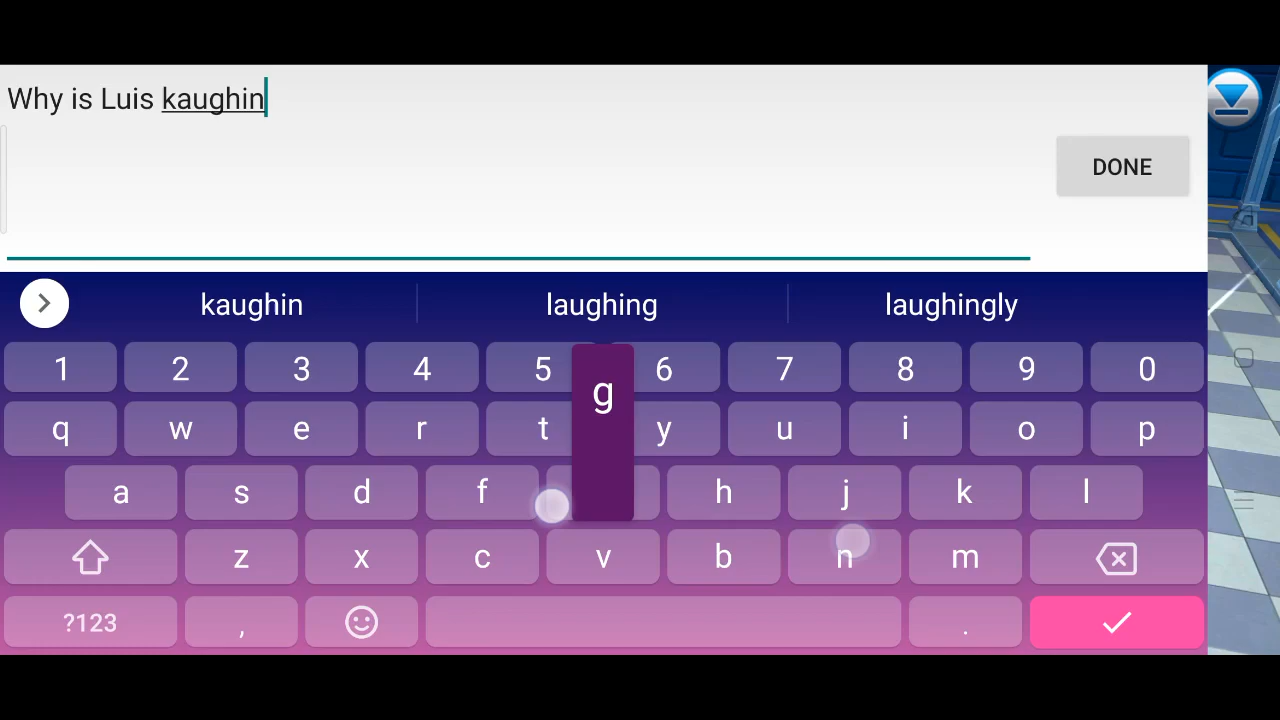 Why is Luis kaughin
DONE
kaughin laughing laughingly
1 2 3 4 5 6 7 8 9 0
g
q w e r t y u i o p
a s d f h j k l
z x c v b n m
?123 , .